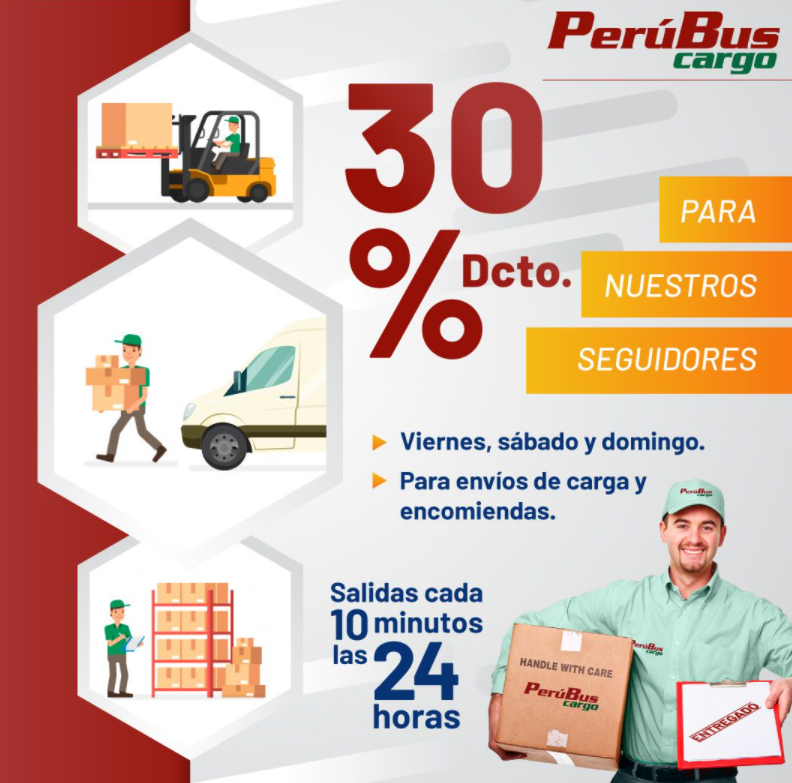 PerúBus
cargo
30
% Dcto.
PARA
NUESTROS
SEGUIDORES
Viernes, sábado y domingo.
Para envíos de carga y
encomiendas.
Salidas cada
10 minutos
las 24
horas
PerúBus
cargo
PerúBus
cargo
HANDLE WITH CARE
PerúBus
cargo
ENTREGADO